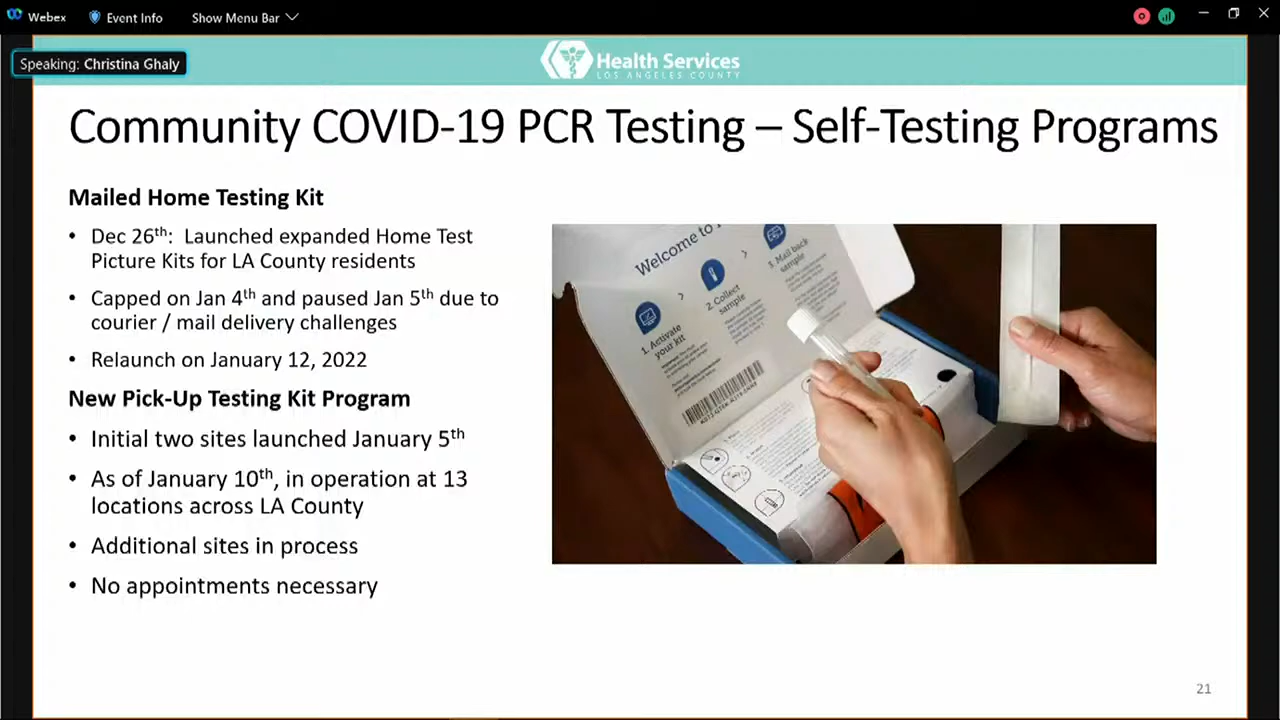 Webex
Event Info
Show Menu Bar
Speaking: Christina Ghaly
Health Services
LOS ANGELES COUNTY
Community COVID-19 PCR Testing – Self-Testing Programs
Mailed Home Testing Kit
• Dec 26th: Launched expanded Home Test
Picture Kits for LA County residents
• Capped on Jan 4th and paused Jan 5th due to
courier / mail delivery challenges
• Relaunch on January 12, 2022
New Pick-Up Testing Kit Program
• Initial two sites launched January 5th
• As of January 10th, in operation at 13
locations across LA County
• Additional sites in process
• No appointments necessary
Welcome to
1. Activate
your kit
2. Collect
sample
3. Mail back
sample
21